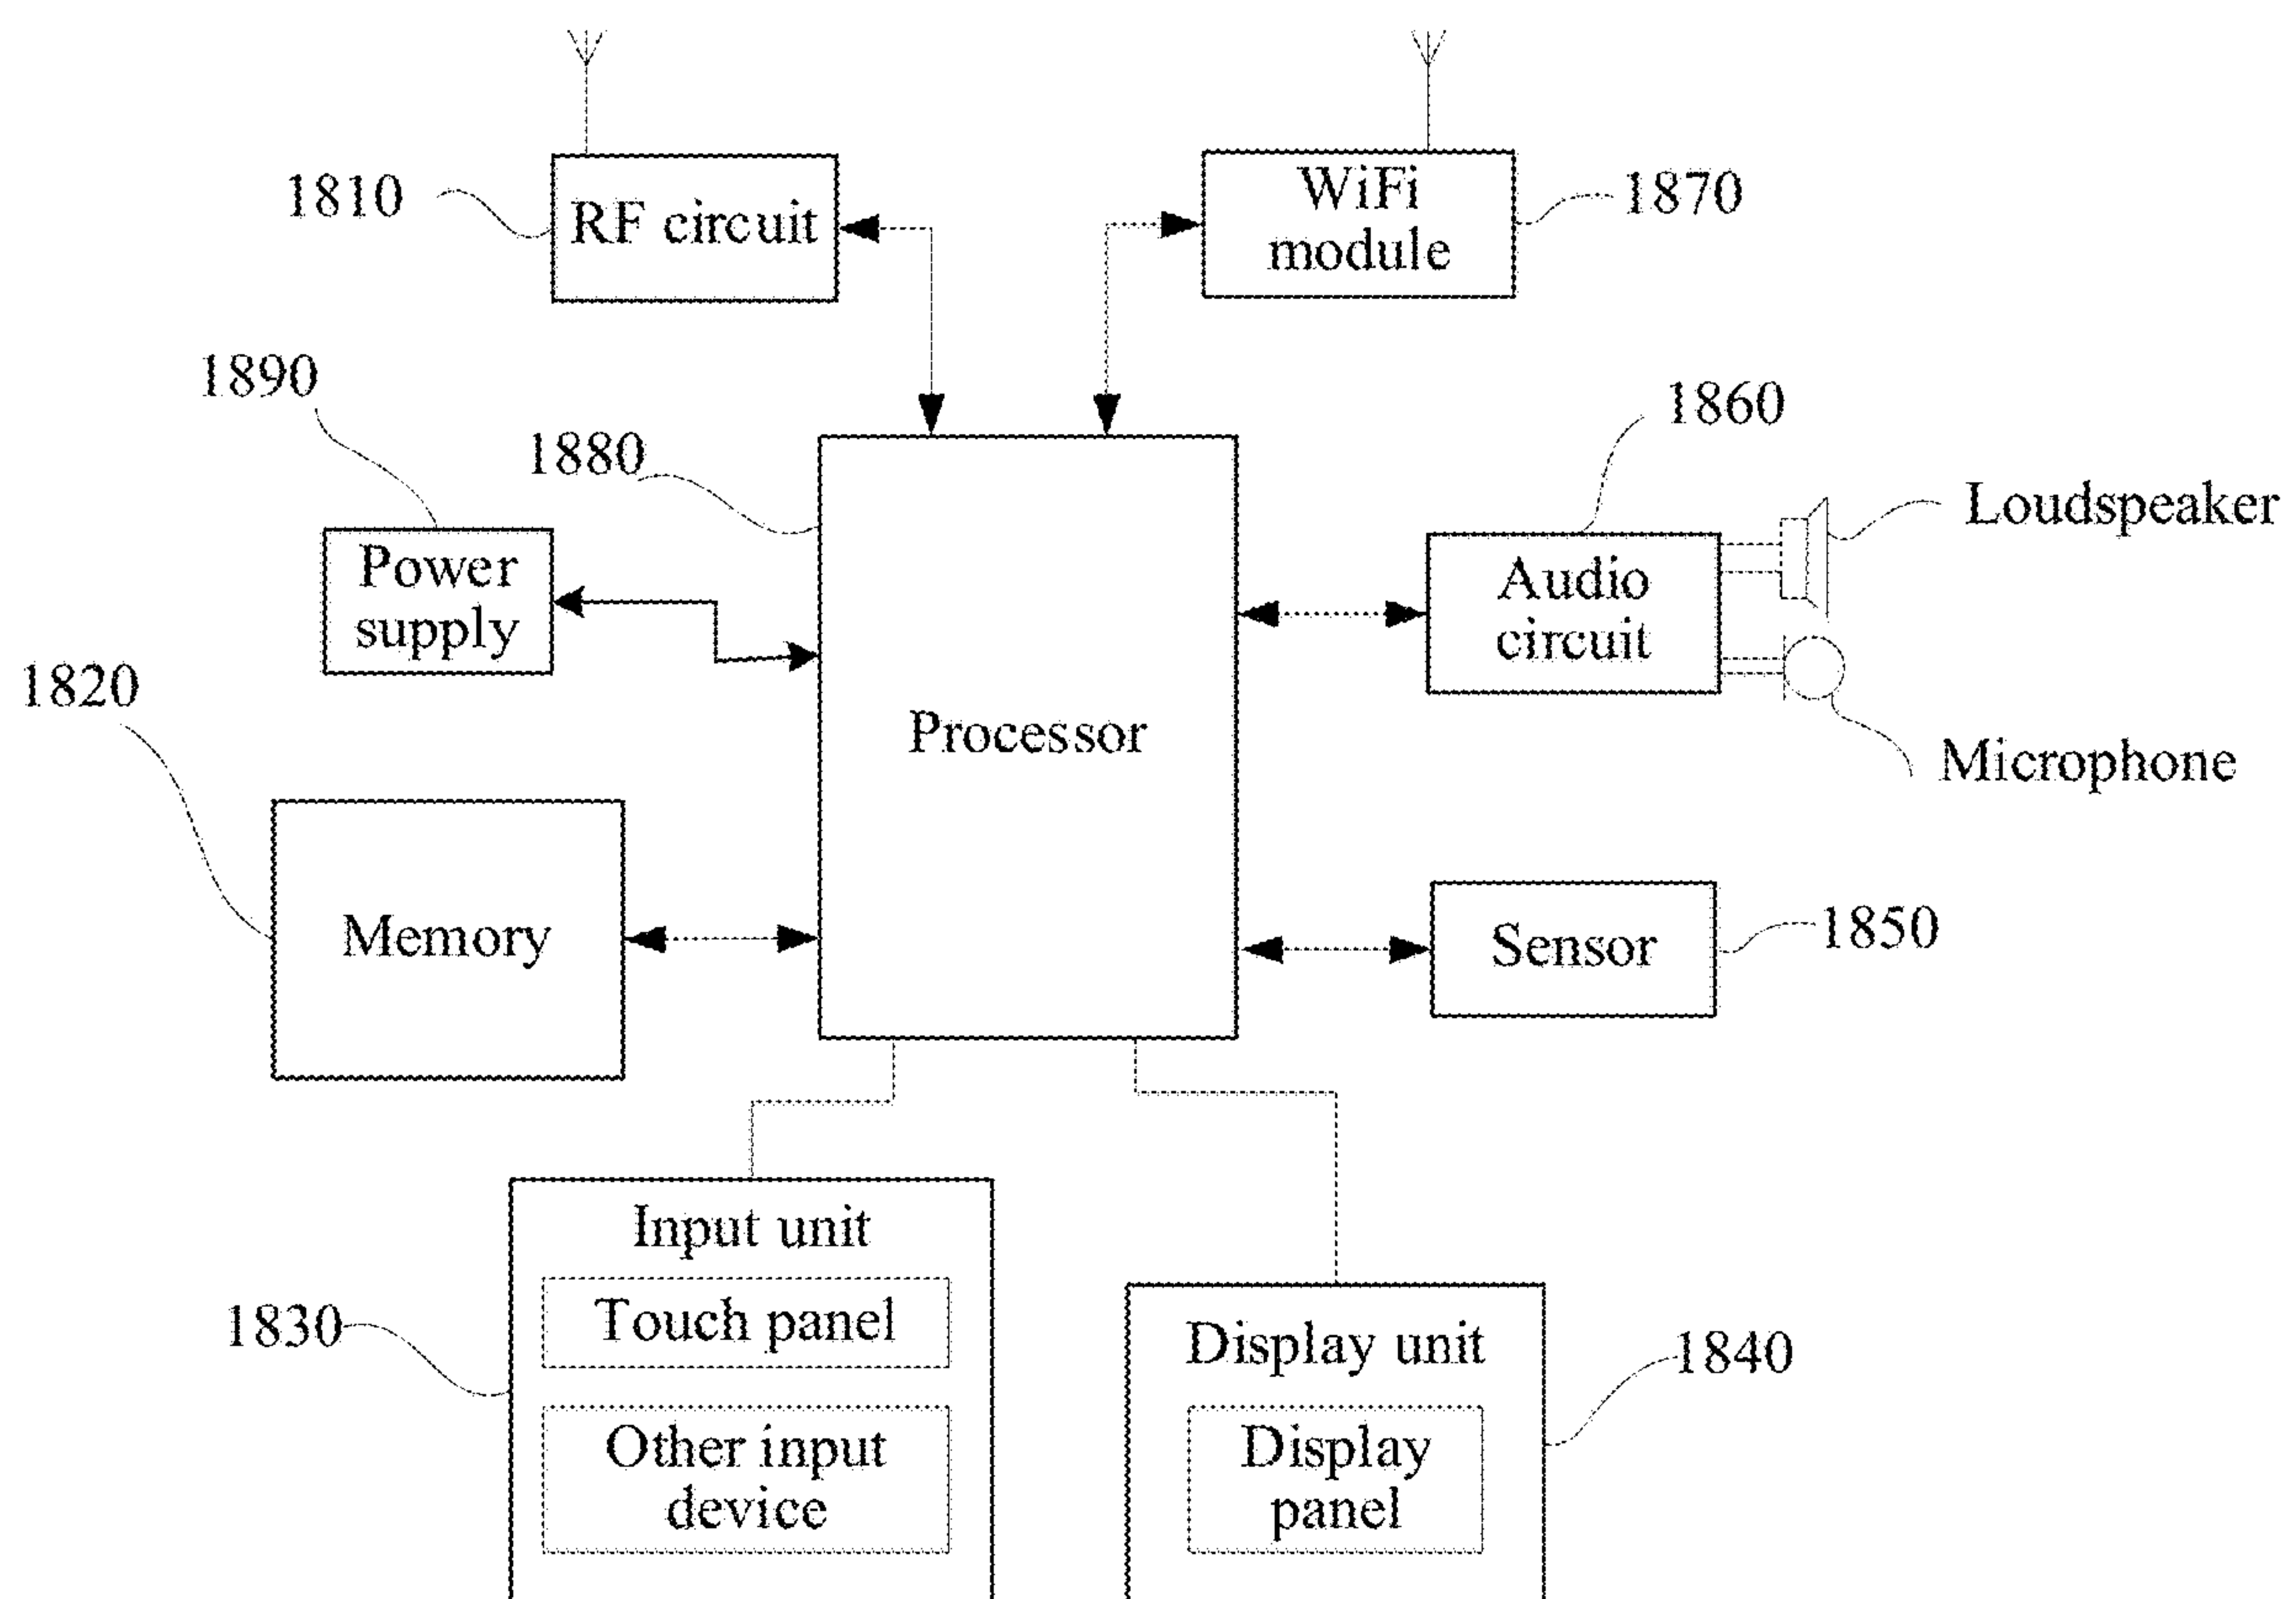 1810
RF circuit
WiFi
module
1870
1890
1880
1860
Loudspeaker
Power
supply
Audio
circuit
1820
Processor
Microphone
Memory
Sensor
1850
Input unit
Touch panel
1830
Other input
device
Display unit
1840
Display
panel